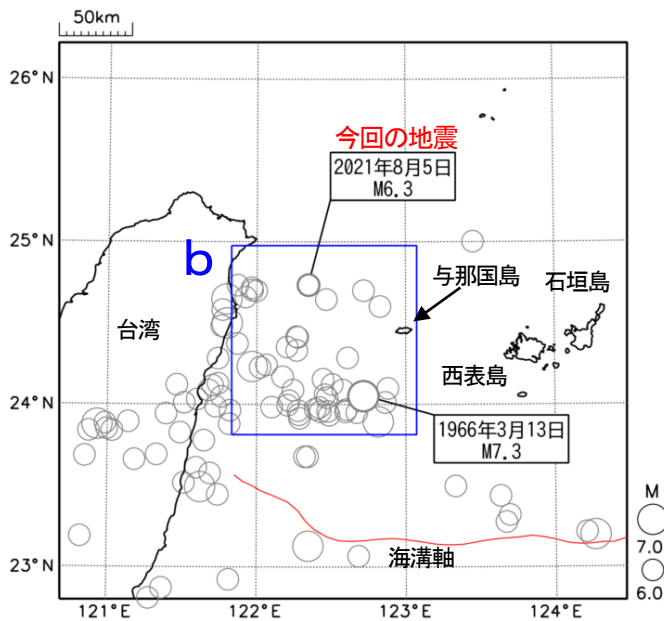 50km
26°N
今回の地震
2021年8月5日
M6.3
25°N
b
与那国島
石垣島
台湾
西表島
24°N
1966年3月13日
M7.3
M
7.0
海溝軸
23°N
6.0
121°E
122°E
123°E
124°E